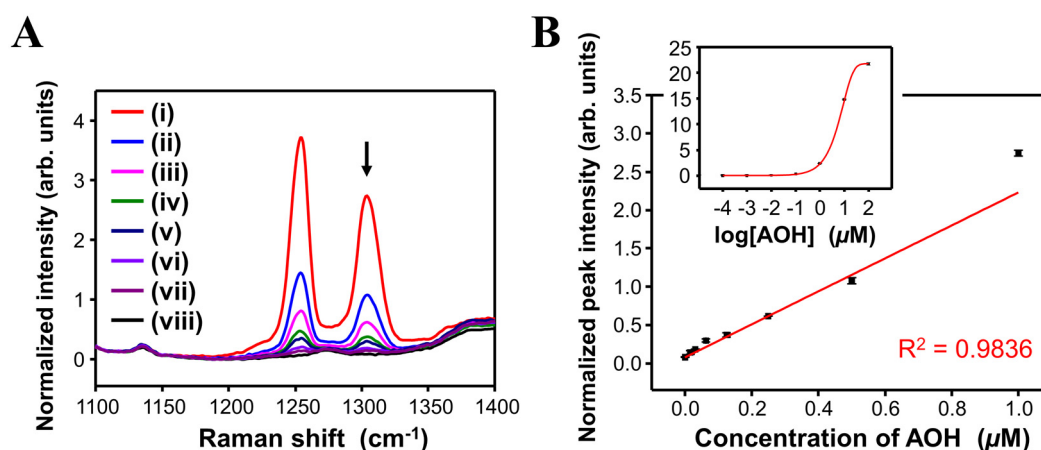 A
Normalized intensity (arb. units)
4
3
2
1
0
(i)
(ii)
(iii)
(iv)
(v)
(vi)
(vii)
(viii)
1100 1150 1200 1250 1300 1350 1400
Raman shift (cm⁻¹)
B
Normalized peak intensity (arb. units)
3.5
3.0
2.5
2.0
1.5
1.0
0.5
0.0
25
20
15
10
5
0
-4 -3 -2 -1 0 1 2
log[AOH] (µM)
R² = 0.9836
0.0 0.2 0.4 0.6 0.8 1.0
Concentration of AOH (µM)